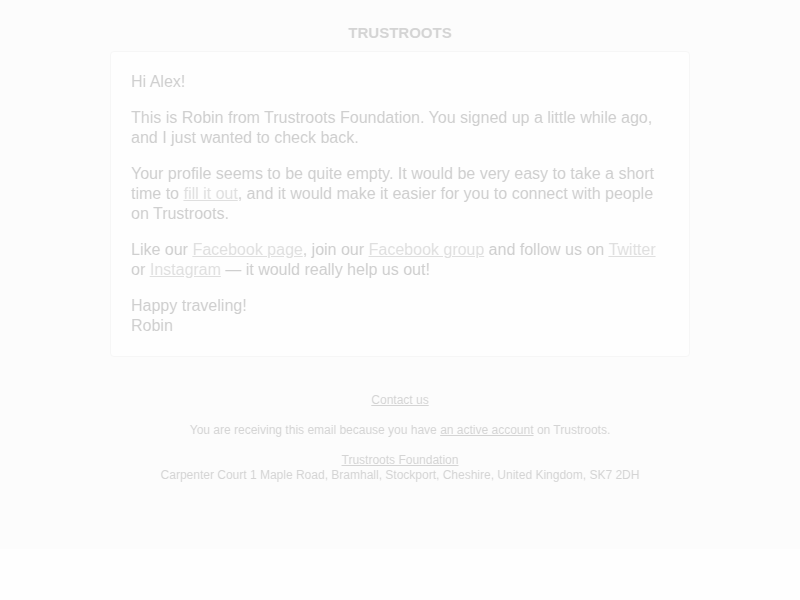 TRUSTROOTS
Hi Alex!
This is Robin from Trustroots Foundation. You signed up a little while ago,
and I just wanted to check back.
Your profile seems to be quite empty. It would be very easy to take a short
time to fill it out, and it would make it easier for you to connect with people
on Trustroots.
Like our Facebook page, join our Facebook group and follow us on Twitter
or Instagram — it would really help us out!
Happy traveling!
Robin
Contact us
You are receiving this email because you have an active account on Trustroots.
Trustroots Foundation
Carpenter Court 1 Maple Road, Bramhall, Stockport, Cheshire, United Kingdom, SK7 2DH